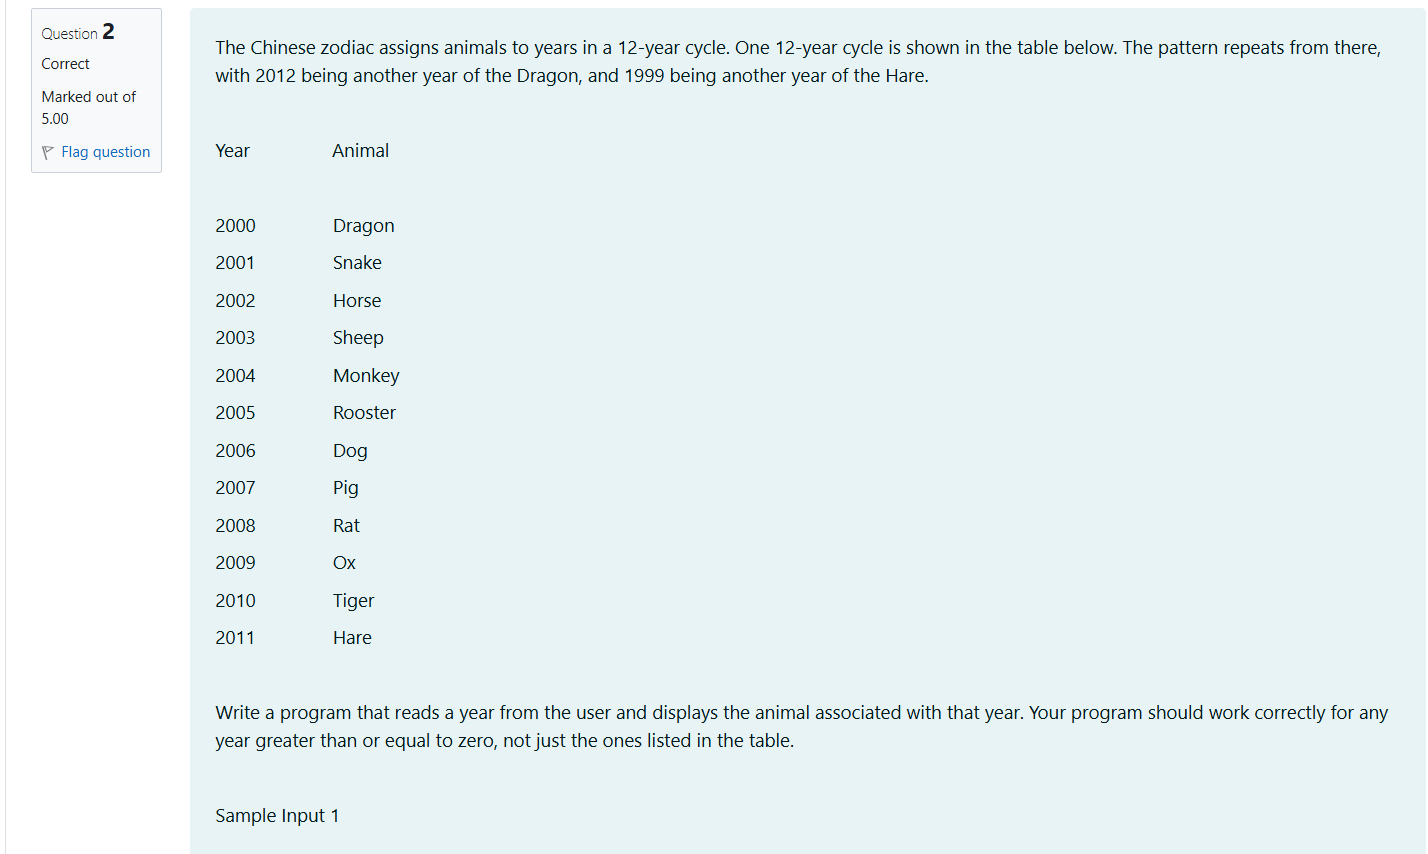 Question 2
Correct
Marked out of
5.00
Flag question
The Chinese zodiac assigns animals to years in a 12-year cycle. One 12-year cycle is shown in the table below. The pattern repeats from there,
with 2012 being another year of the Dragon, and 1999 being another year of the Hare.
Year Animal
2000 Dragon
2001 Snake
2002 Horse
2003 Sheep
2004 Monkey
2005 Rooster
2006 Dog
2007 Pig
2008 Rat
2009 Ox
2010 Tiger
2011 Hare
Write a program that reads a year from the user and displays the animal associated with that year. Your program should work correctly for any
year greater than or equal to zero, not just the ones listed in the table.
Sample Input 1